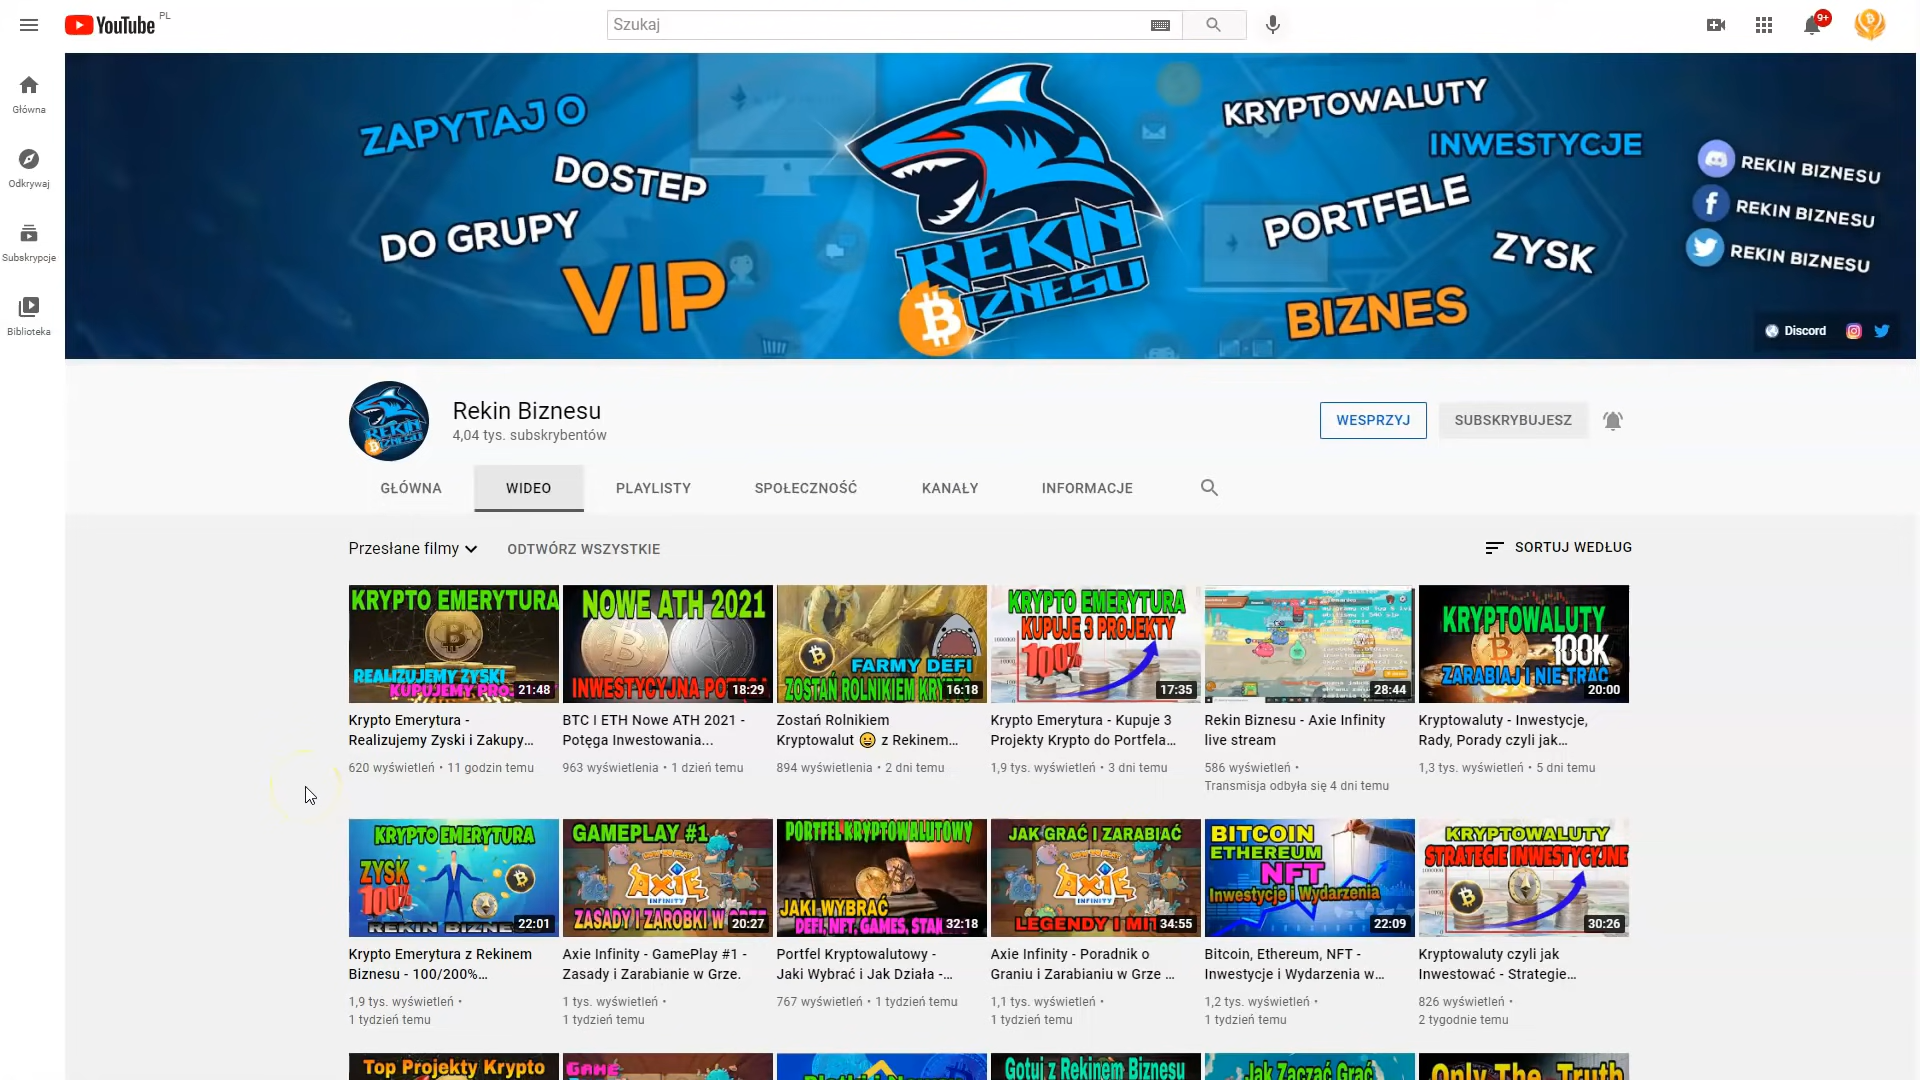 YouTube PL
Szukaj
9+
Główna
Odkrywaj
Subskrypcje
Biblioteka
ZAPYTAJ O
DOSTEP
DO GRUPY
VIP
REKIN
BIZNESU
KRYPTOWALUTY
INWESTYCJE
PORTFELE
ZYSK
BIZNES
REKIN BIZNESU
REKIN BIZNESU
REKIN BIZNESU
Discord
Rekin Biznesu
4,04 tys. subskrybentów
WESPRZYJ
SUBSKRYBUJESZ
GŁÓWNA
WIDEO
PLAYLISTY
SPOŁECZNOŚĆ
KANAŁY
INFORMACJE
Przesłane filmy
ODTWÓRZ WSZYSTKIE
SORTUJ WEDŁUG
KRYPTO EMERYTURA
REALIZUJEMY ZYSKI
KUPUJEMY PRO
21:48
Krypto Emerytura -
Realizujemy Zyski i Zakupy...
620 wyświetleń • 11 godzin temu
NOWE ATH 2021
INWESTYCYJNA
18:29
BTC I ETH Nowe ATH 2021 -
Potęga Inwestowania...
963 wyświetlenia • 1 dzień temu
FARMY DEFI
ZOSTAŃ ROLNIKIEM
16:18
Zostań Rolnikiem
Kryptowalut 😀 z Rekinem...
894 wyświetlenia • 2 dni temu
KRYPTO EMERYTURA
KUPUJE 3 PROJEKTY
100%
17:35
Krypto Emerytura - Kupuje 3
Projekty Krypto do Portfela...
1,9 tys. wyświetleń • 3 dni temu
28:44
Rekin Biznesu - Axie Infinity
live stream
586 wyświetleń •
Transmisja odbyła się 4 dni temu
KRYPTOWALUTY
100K
ZARABIAJ I NIE TRAC
20:00
Kryptowaluty - Inwestycje,
Rady, Porady czyli jak...
1,3 tys. wyświetleń • 5 dni temu
KRYPTO EMERYTURA
ZYSK
100%
REKIN BIZNE
22:01
Krypto Emerytura z Rekinem
Biznesu - 100/200%...
1,9 tys. wyświetleń •
1 tydzień temu
GAMEPLAY #1
AXIE
INFINITY
ZASADY I ZAROBKI W
20:27
Axie Infinity - GamePlay #1 -
Zasady i Zarabianie w Grze.
1 tys. wyświetleń •
1 tydzień temu
PORTFEL KRYPTOWALUTOWY
JAKI WYBRAĆ
DEFI, NFT, GAMES,
32:18
Portfel Kryptowalutowy -
Jaki Wybrać i Jak Działa -...
767 wyświetleń • 1 tydzień temu
JAK GRAĆ I ZARABIAĆ
AXIE
INFINITY
LEGENDY I
34:55
Axie Infinity - Poradnik o
Graniu i Zarabianiu w Grze ...
1,1 tys. wyświetleń •
1 tydzień temu
BITCOIN
ETHEREUM
NFT
Inwestycje i Wydarzenia
22:09
Bitcoin, Ethereum, NFT -
Inwestycje i Wydarzenia w...
1,2 tys. wyświetleń •
1 tydzień temu
KRYPTOWALUTY
STRATEGIE INWESTYCYJNE
30:26
Kryptowaluty czyli jak
Inwestować - Strategie...
826 wyświetleń •
2 tygodnie temu
Top Projekty Krypto
GAME
Gotuj z Rekinem Biznesu
Jak Zacząć Grać
Only The Truth